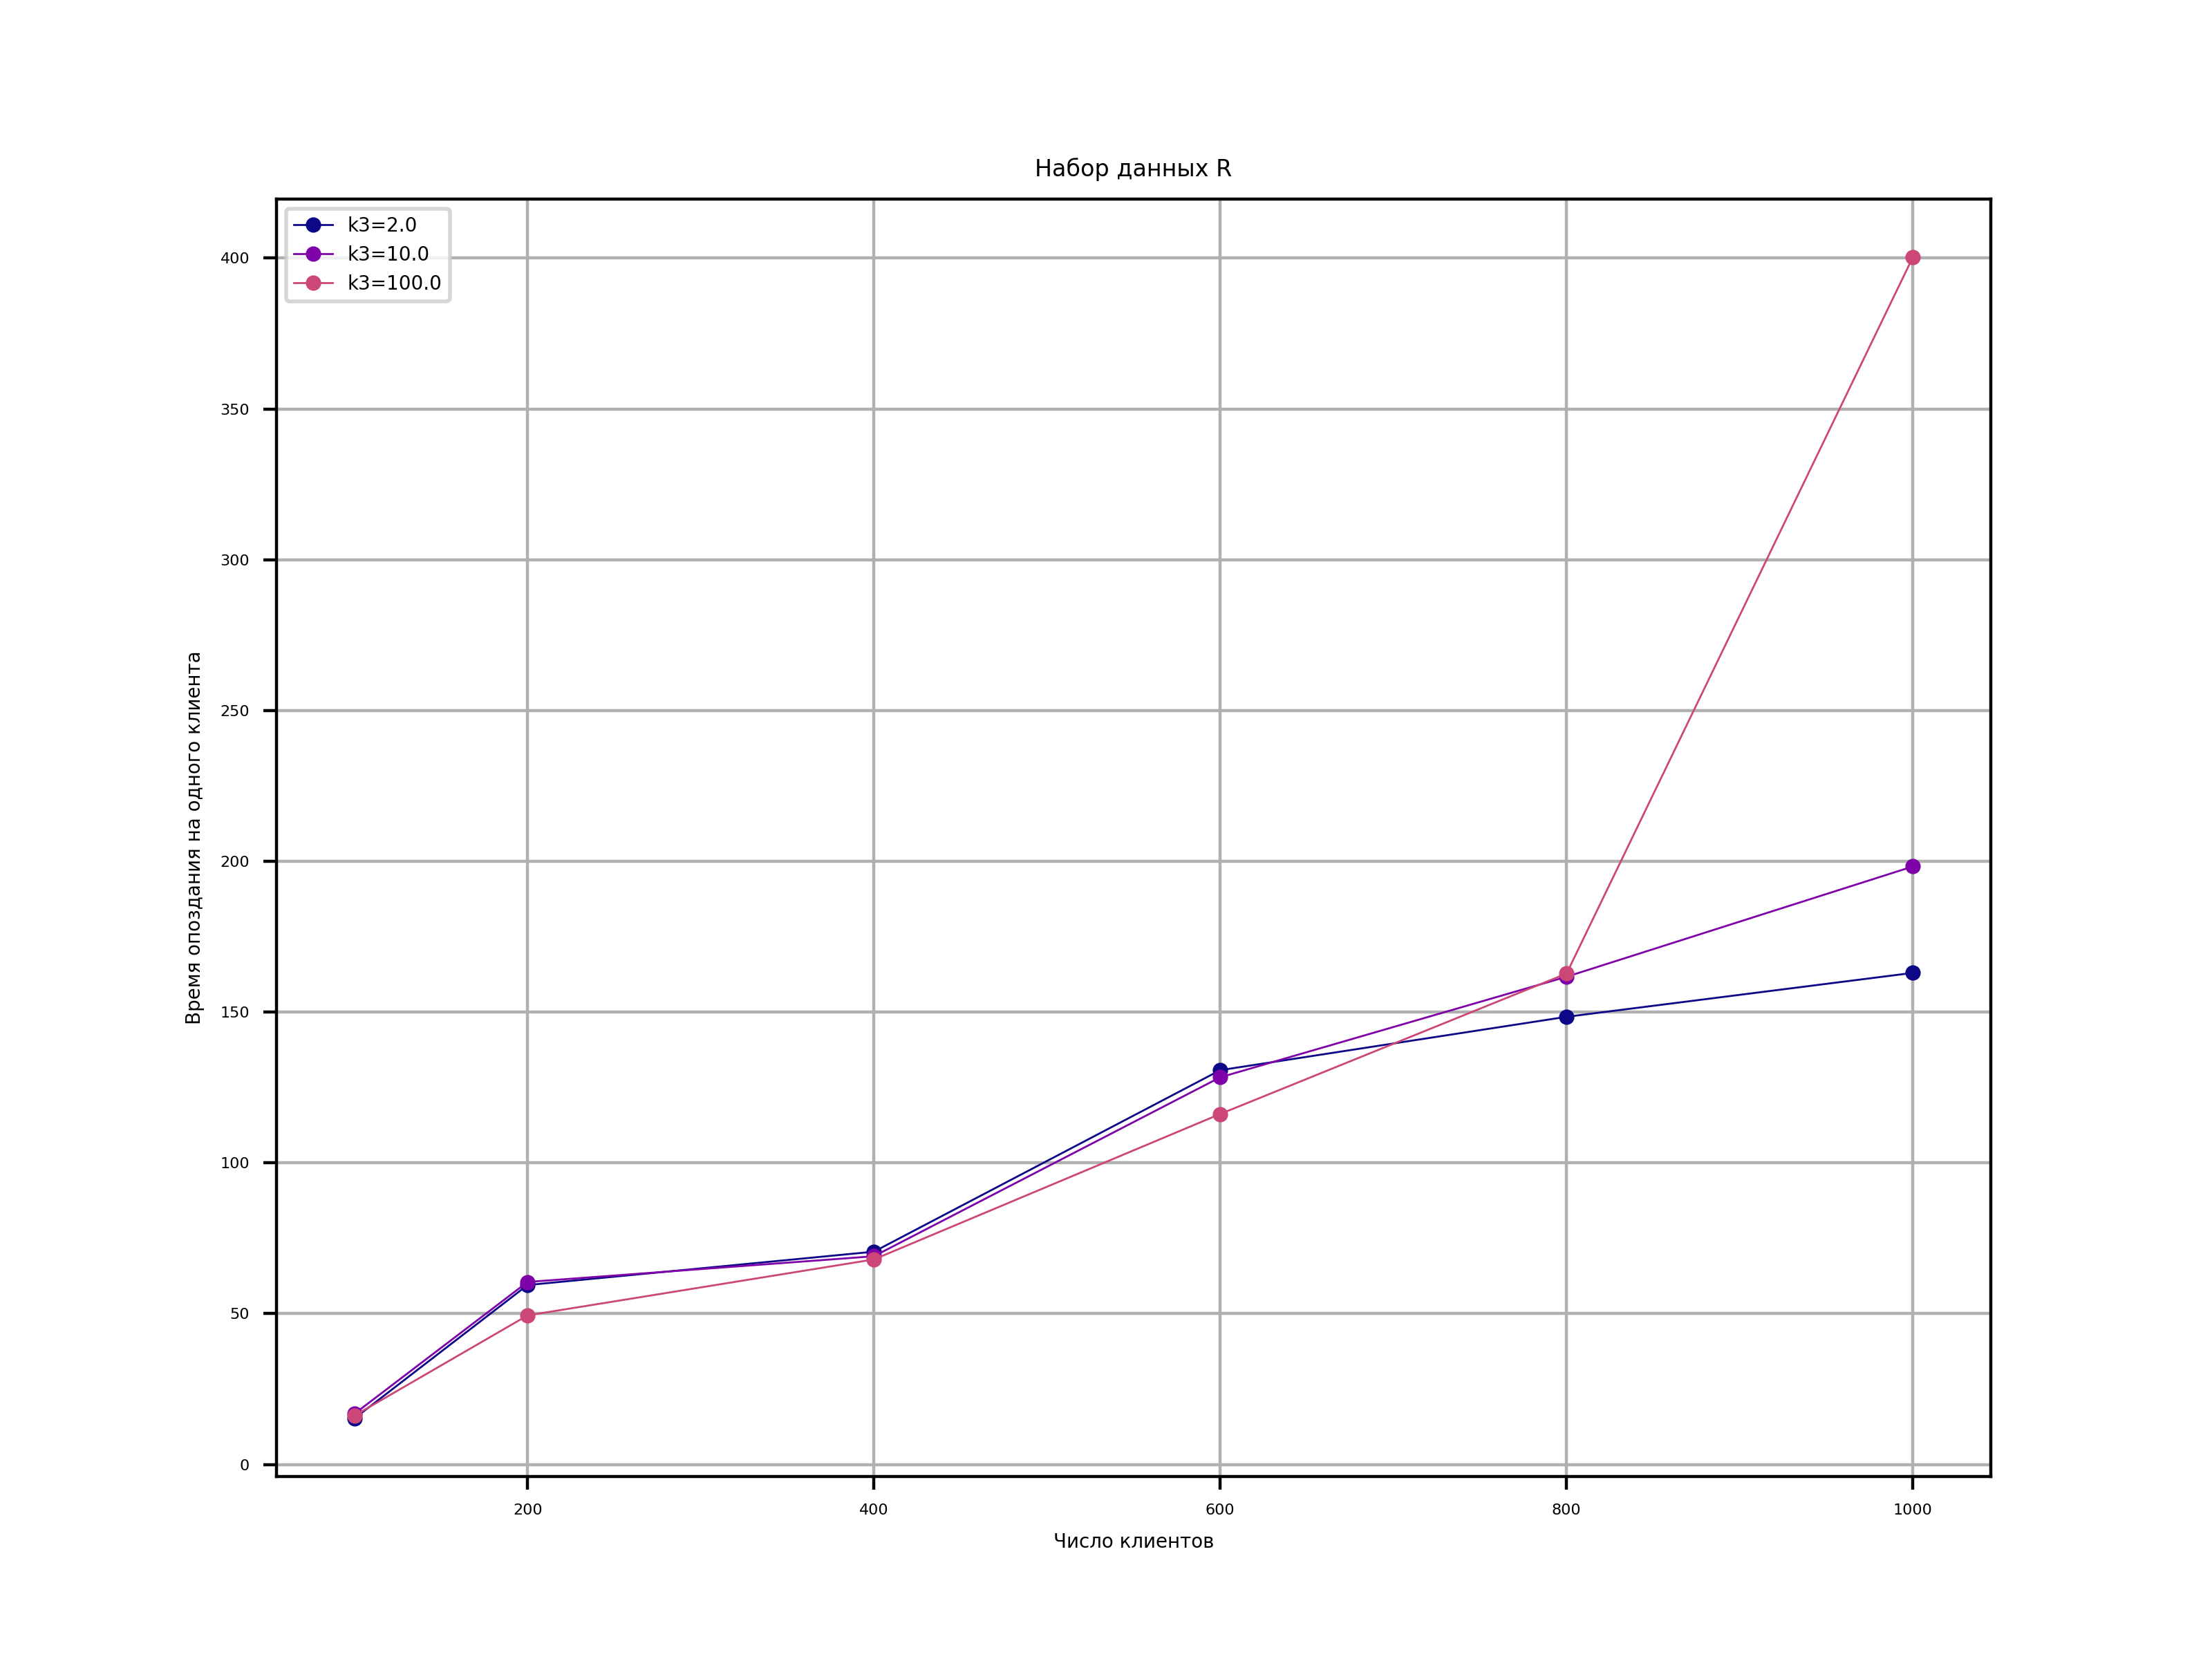 Набор данных R
k3=2.0
k3=10.0
k3=100.0
Время опоздания на одного клиента
400
350
300
250
200
150
100
50
0
200 400 600 800 1000
Число клиентов